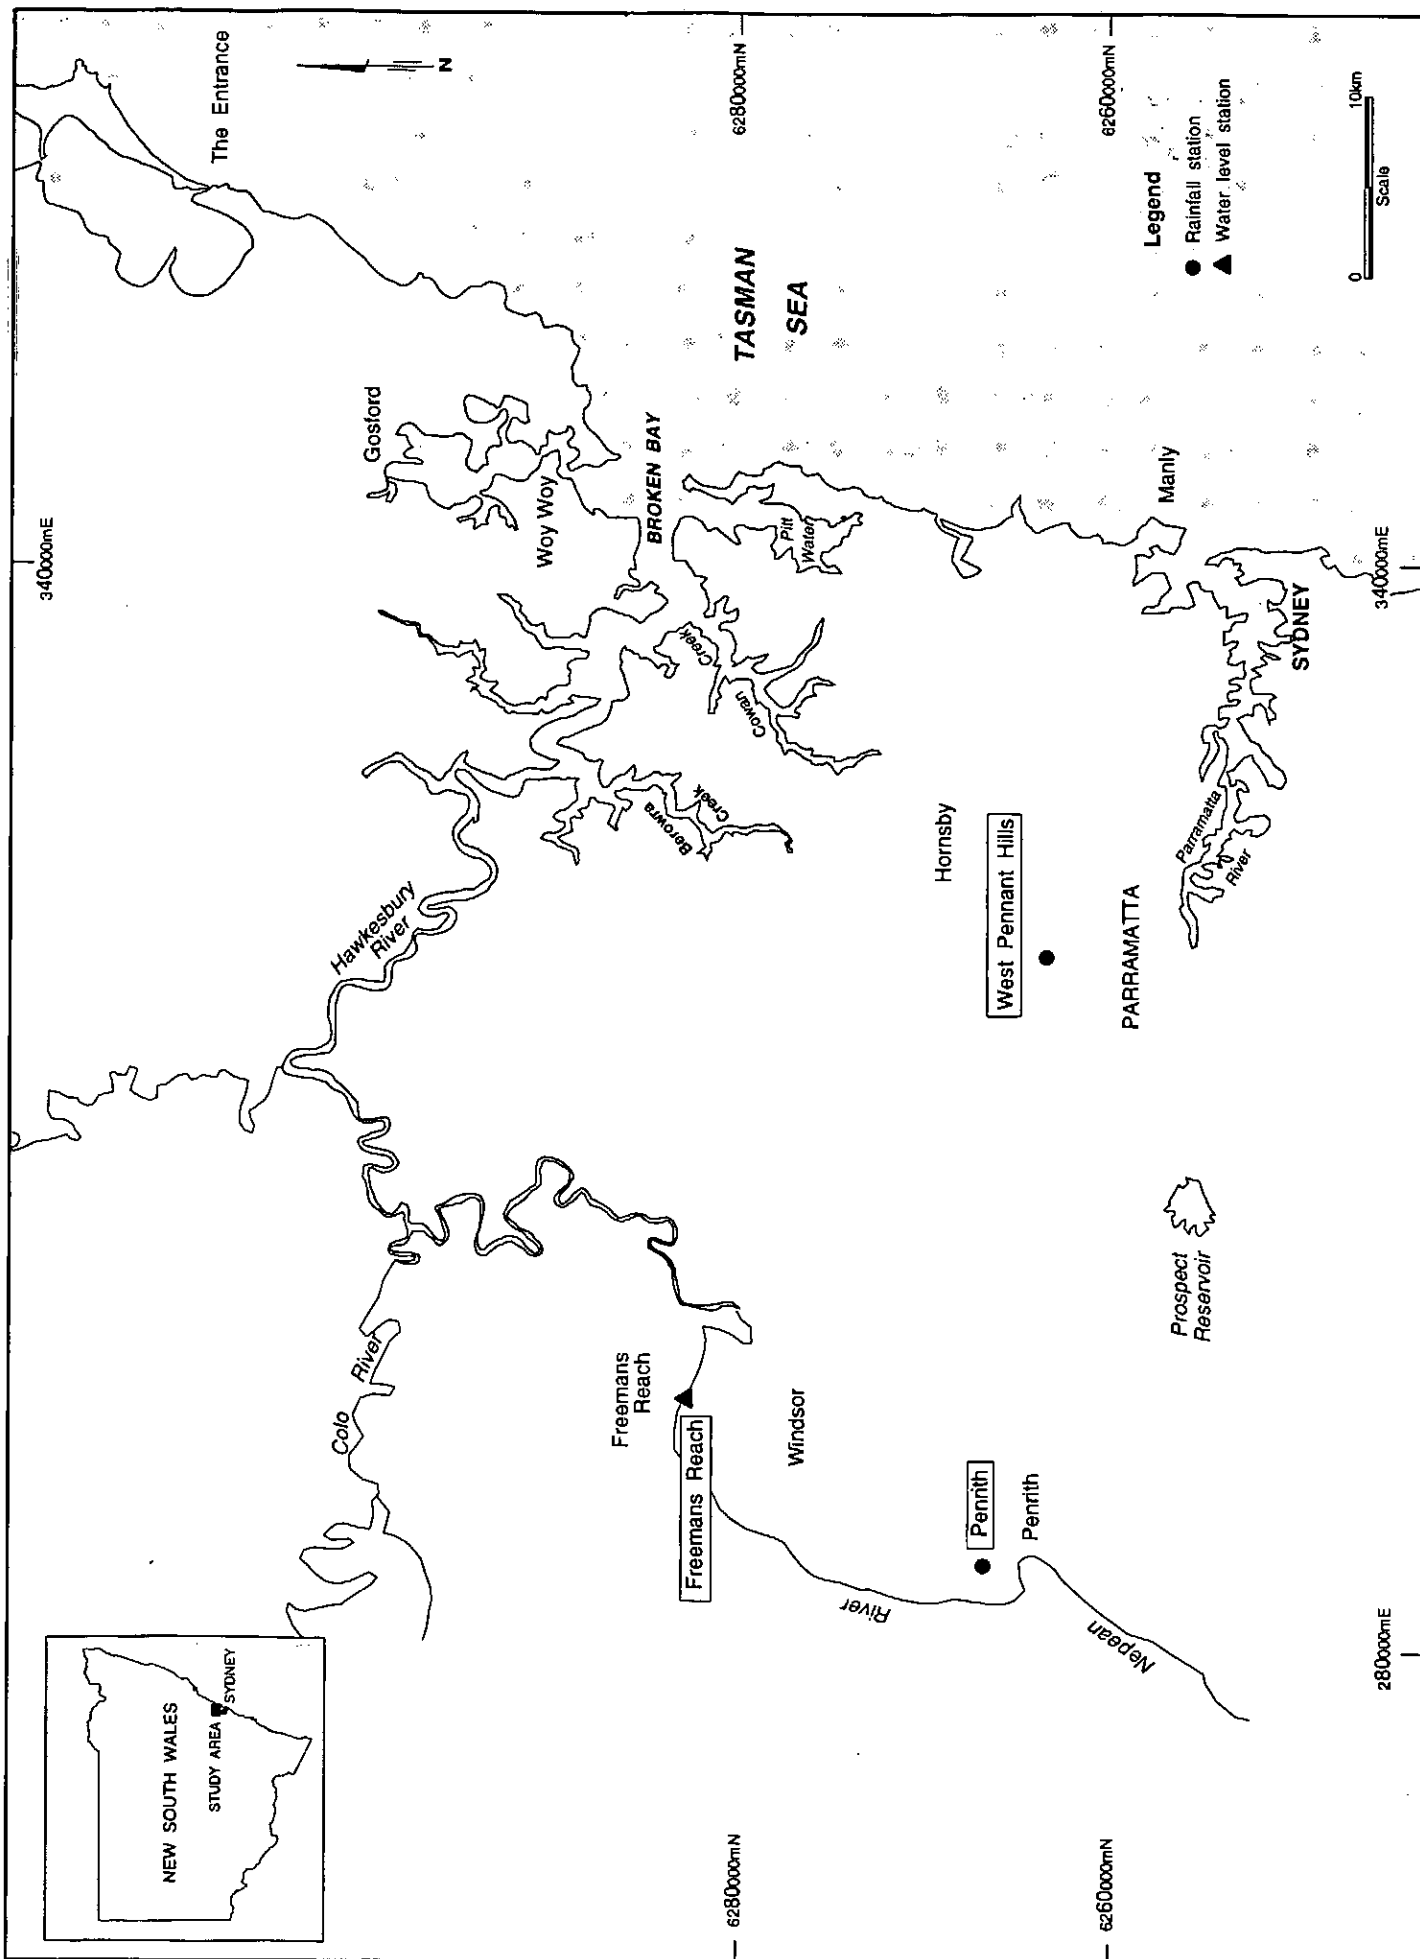 NEW SOUTH WALES
STUDY AREA
SYDNEY
340000mE
The Entrance
N
Gosford
Woy Woy
BROKEN BAY
Hawkesbury
River
Colo
River
Freemans
Reach
Freemans Reach
Windsor
6280000mN
6280000mN
Berowra
Creek
Cowan
Creek
Pitt
Water
TASMAN
SEA
Hornsby
West Pennant Hills
Penrith
Penrith
River
Nepean
PARRAMATTA
Prospect
Reservoir
Parramatta
River
Manly
SYDNEY
6260000mN
6260000mN
Legend
Rainfall station
Water level station
0
10km
Scale
280000mE
340000mE